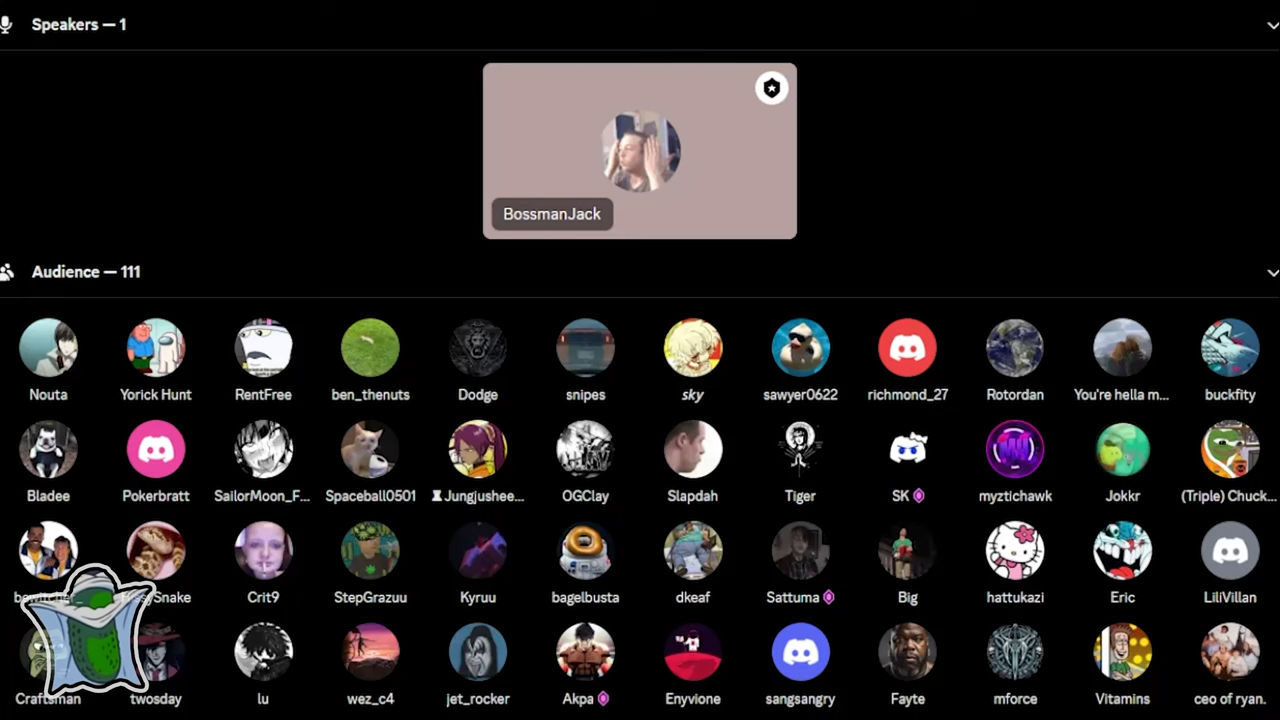 Speakers — 1
BossmanJack
Audience — 111
Nouta Yorick Hunt RentFree ben_thenuts Dodge snipes sky sawyer0622 richmond_27 Rotordan You're hella m... buckfity
Bladee Pokerbratt SailorMoon_F... Spaceball0501 Jungjushee... OGClay Slapdah Tiger SK myztichawk Jokkr (Triple) Chuck...
Crit9 StepGrazuu Kyruu bagelbusta dkeaf Sattuma Big hattukazi Eric LiliVillan
Craftsman twosday lu wez_c4 jet_rocker Akpa Enyvione sangsangry Fayte mforce Vitamins ceo of ryan.